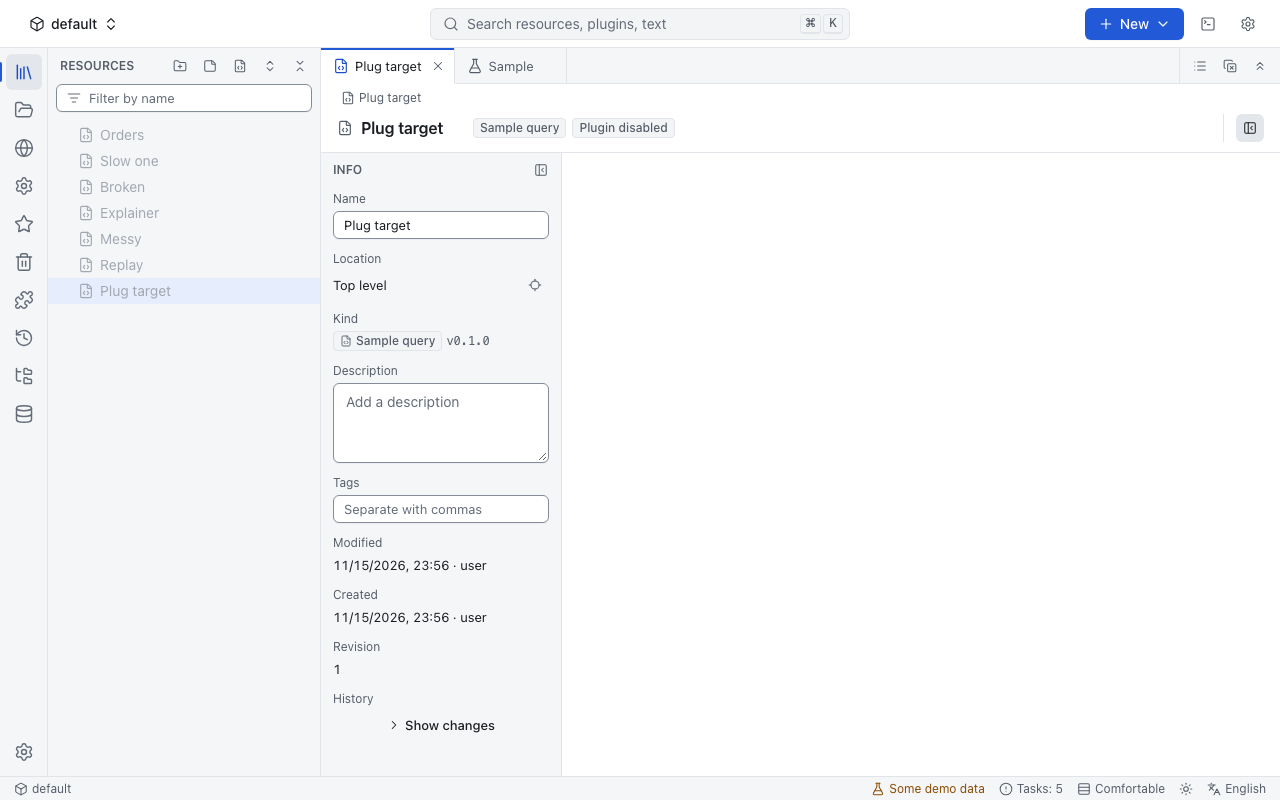 default
Search resources, plugins, text
⌘ K
New
RESOURCES
Filter by name
Orders
Slow one
Broken
Explainer
Messy
Replay
Plug target
Plug target
Sample
Plug target
Plug target
Sample query
Plugin disabled
INFO
Name
Plug target
Location
Top level
Kind
Sample query v0.1.0
Description
Add a description
Tags
Separate with commas
Modified
11/15/2026, 23:56 · user
Created
11/15/2026, 23:56 · user
Revision
1
History
Show changes
default
Some demo data
Tasks: 5
Comfortable
English